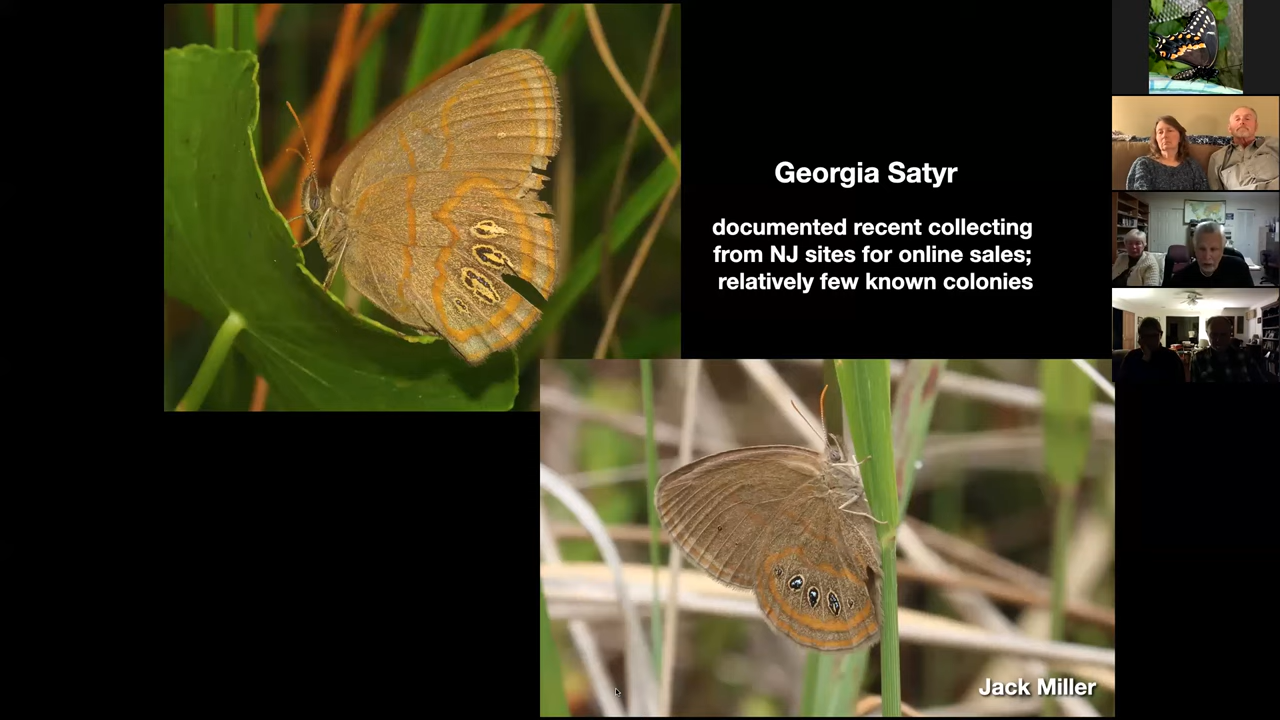 Georgia Satyr
documented recent collecting
from NJ sites for online sales;
relatively few known colonies
Jack Miller